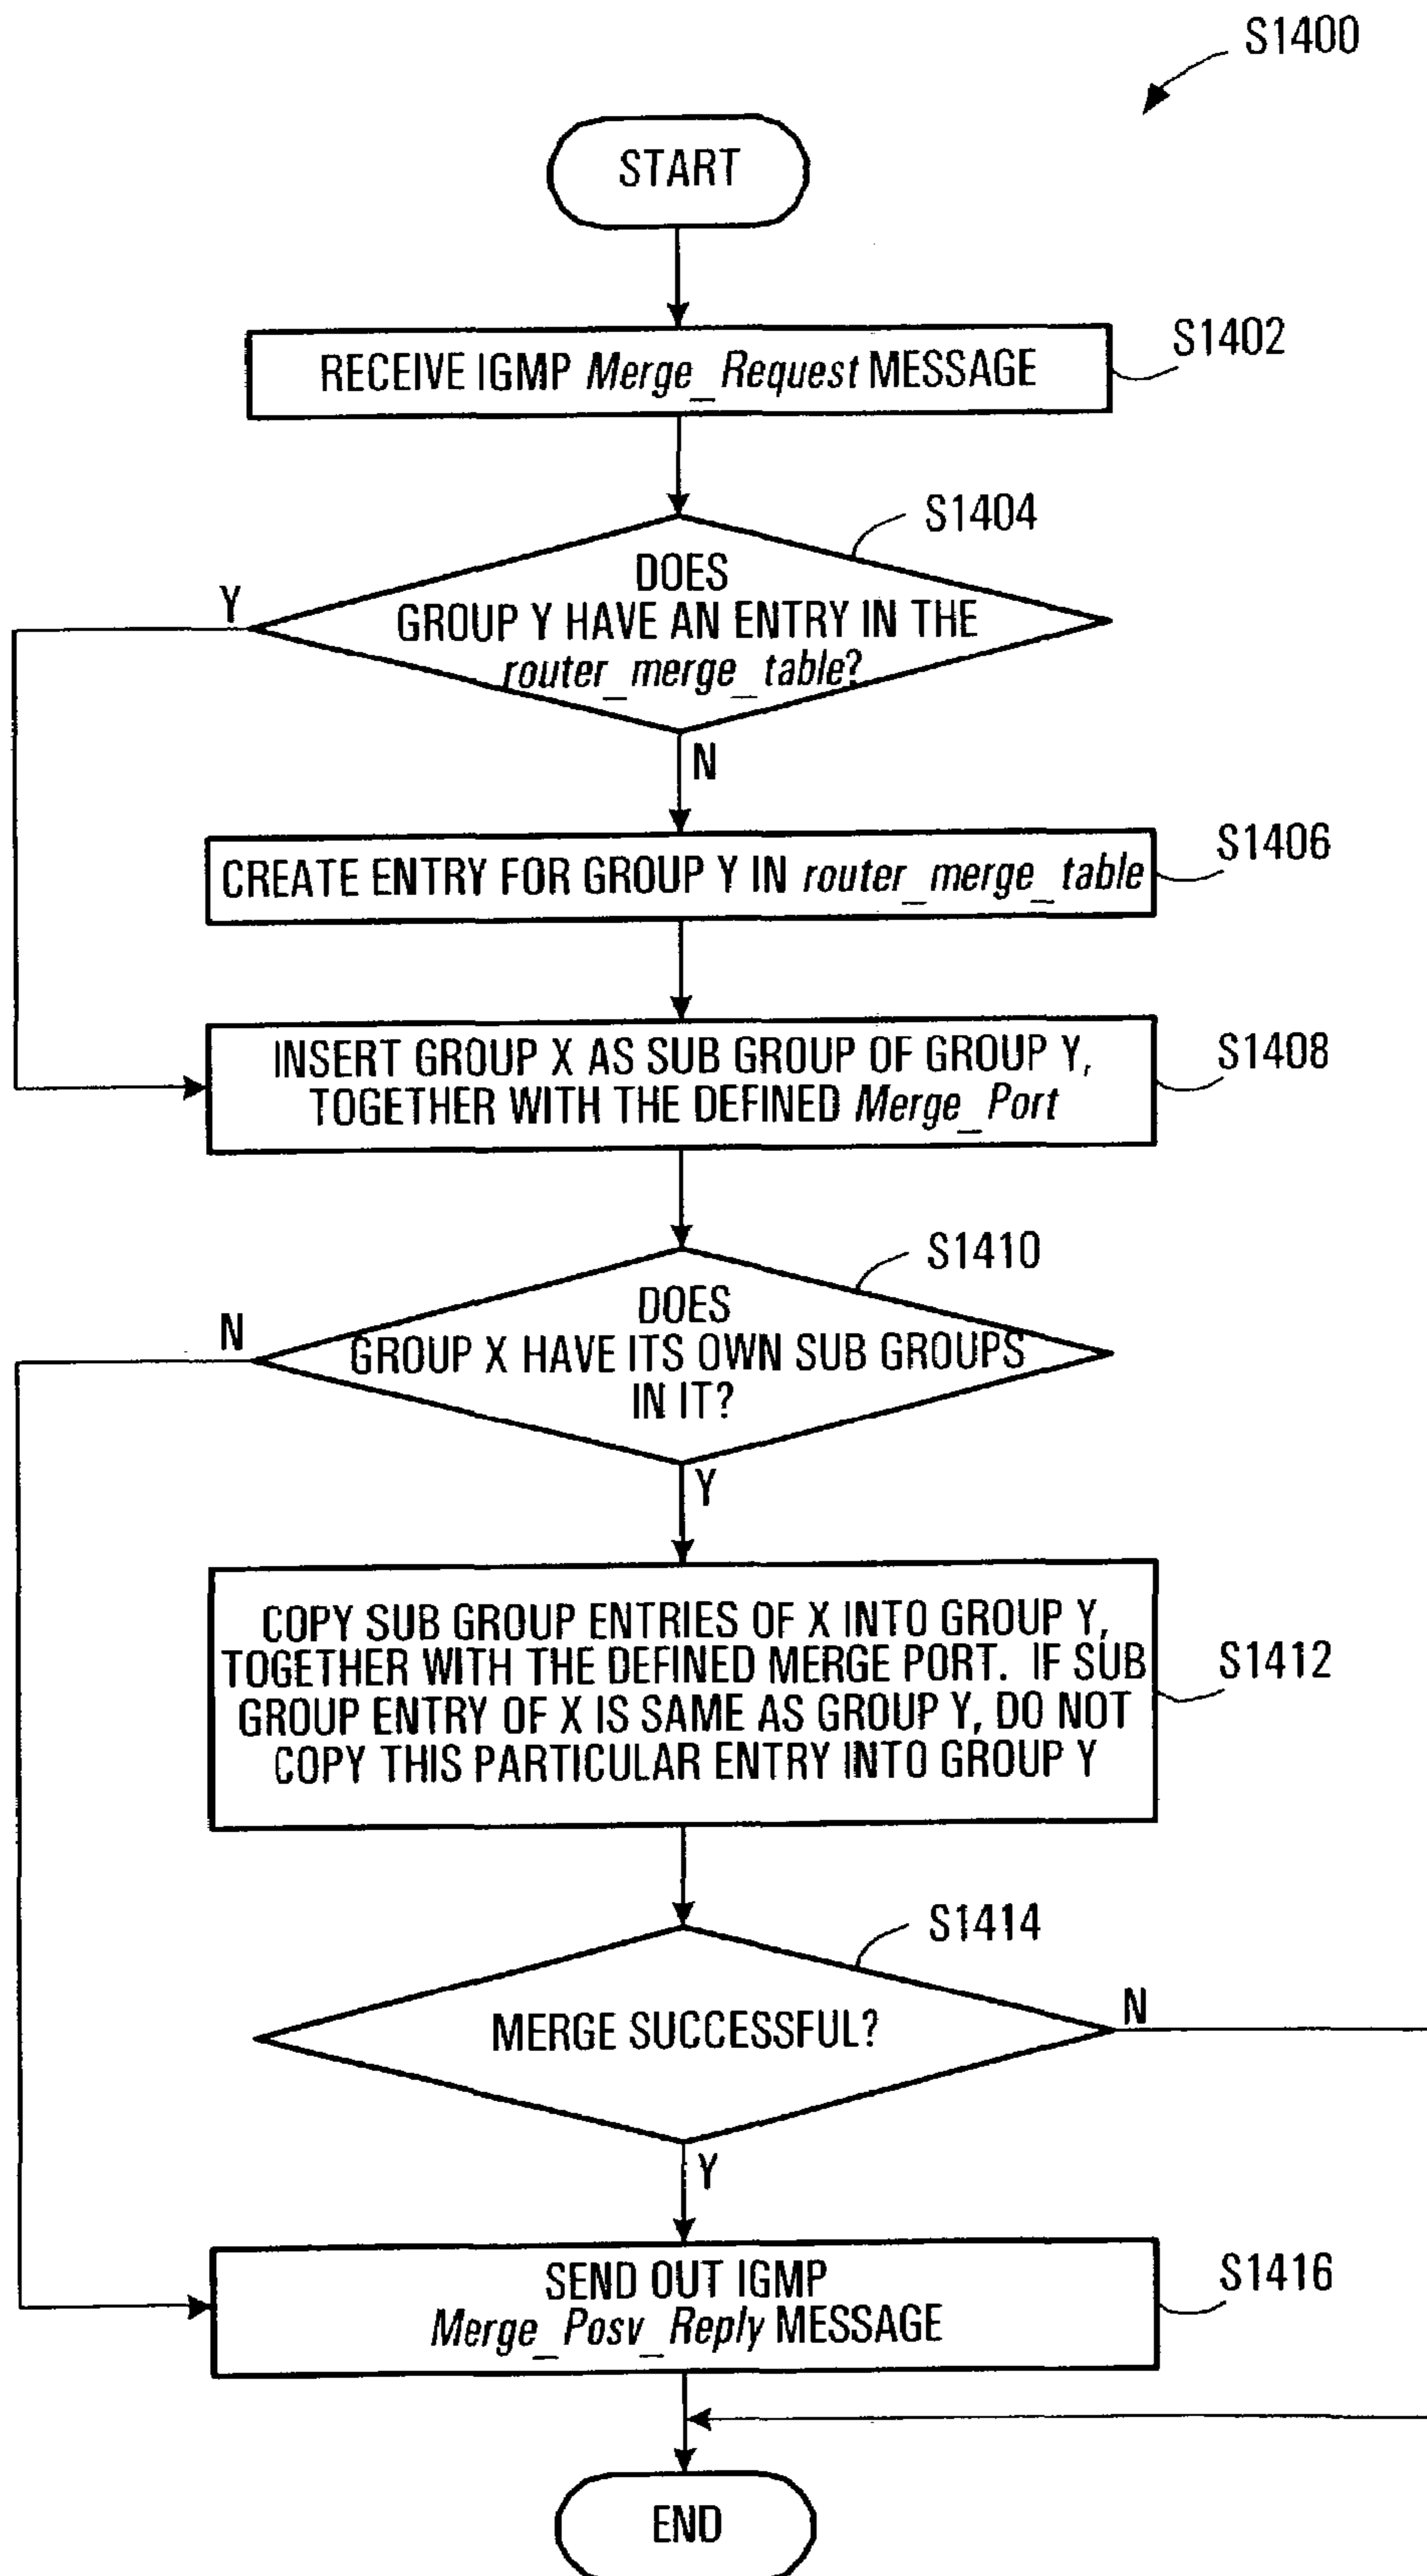 S1400
START
RECEIVE IGMP Merge_Request MESSAGE
S1402
S1404
DOES
GROUP Y HAVE AN ENTRY IN THE
router_merge_table?
Y
N
CREATE ENTRY FOR GROUP Y IN router_merge_table
S1406
INSERT GROUP X AS SUB GROUP OF GROUP Y,
TOGETHER WITH THE DEFINED Merge_Port
S1408
S1410
DOES
GROUP X HAVE ITS OWN SUB GROUPS
IN IT?
N
Y
COPY SUB GROUP ENTRIES OF X INTO GROUP Y,
TOGETHER WITH THE DEFINED MERGE PORT. IF SUB
GROUP ENTRY OF X IS SAME AS GROUP Y, DO NOT
COPY THIS PARTICULAR ENTRY INTO GROUP Y
S1412
S1414
MERGE SUCCESSFUL?
N
Y
SEND OUT IGMP
Merge_Posv_Reply MESSAGE
S1416
END